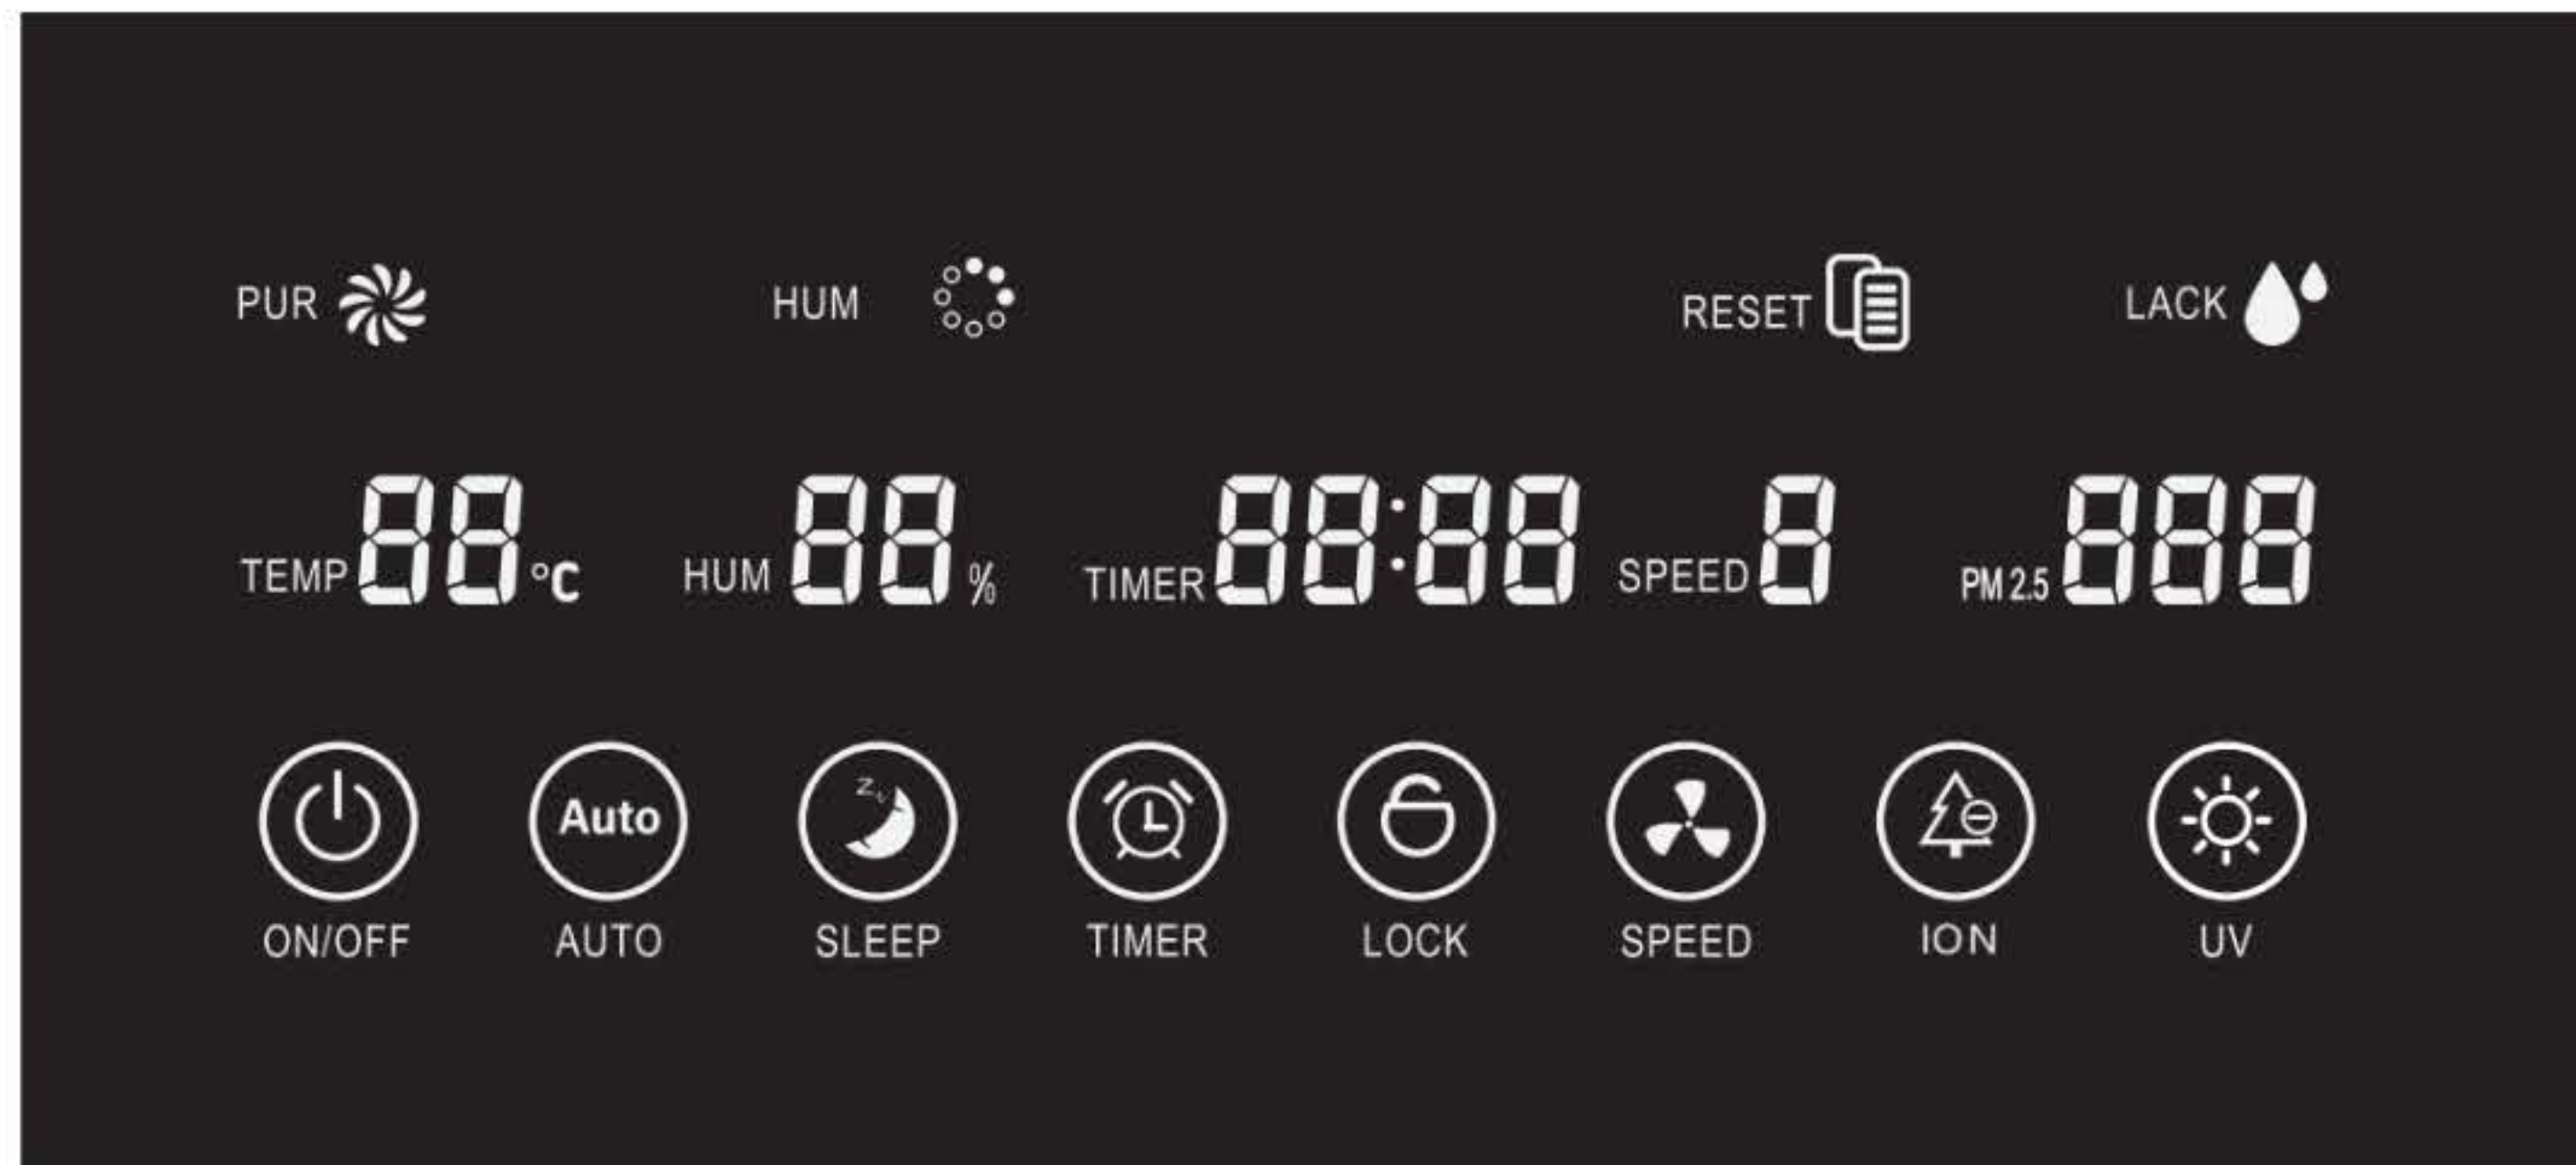 PUR HUM RESET LACK
TEMP 88 °C HUM 88 % TIMER 88:88 SPEED 8 PM 2.5 888
Auto Z z
ON/OFF AUTO SLEEP TIMER LOCK SPEED ION UV